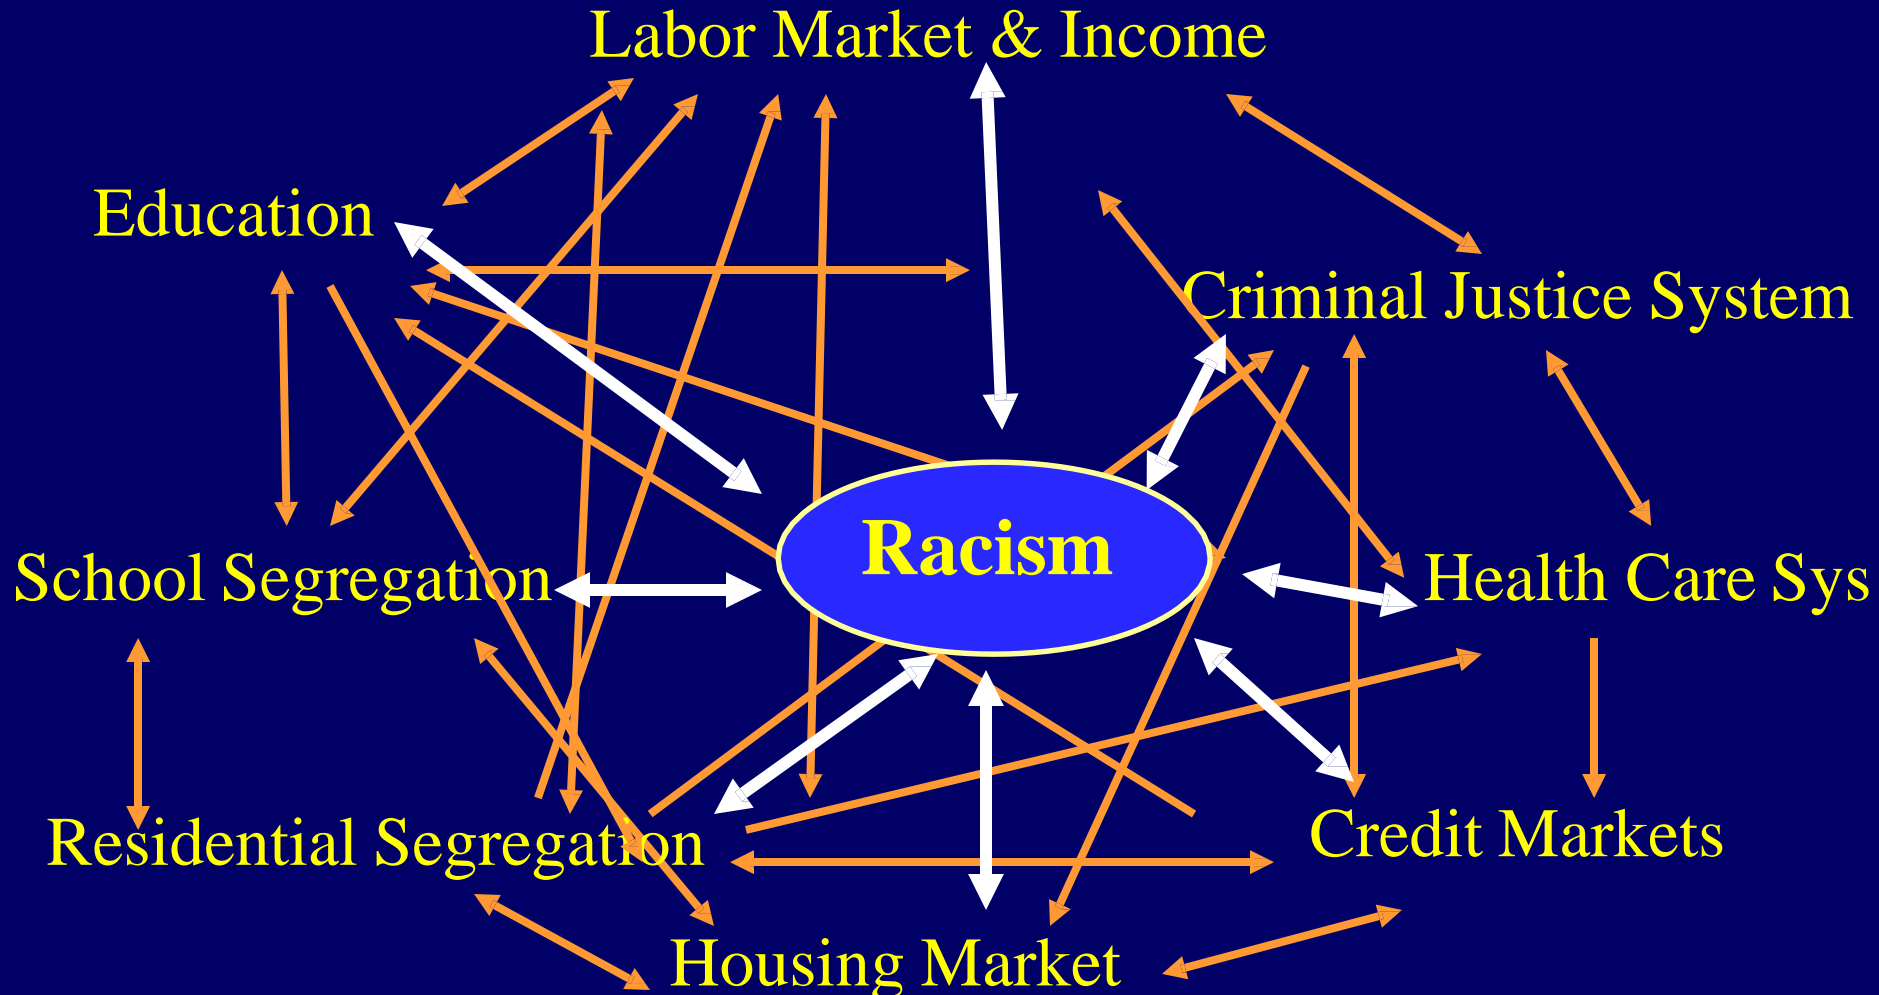 Labor Market & Income
Education
Criminal Justice System
Racism
School Segregation
Health Care Sys
Residential Segregation
Credit Markets
Housing Market